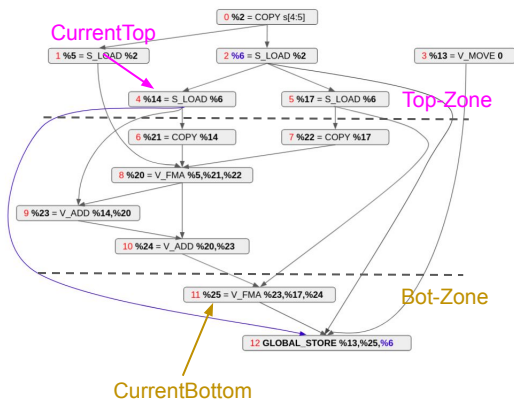 0 %2 = COPY s[4:5]
CurrentTop
1 %5 = S_LOAD %2
2 %6 = S_LOAD %2
3 %13 = V_MOVE 0
4 %14 = S_LOAD %6
5 %17 = S_LOAD %6
Top-Zone
6 %21 = COPY %14
7 %22 = COPY %17
8 %20 = V_FMA %5,%21,%22
9 %23 = V_ADD %14,%20
10 %24 = V_ADD %20,%23
11 %25 = V_FMA %23,%17,%24
Bot-Zone
12 GLOBAL_STORE %13,%25,%6
CurrentBottom